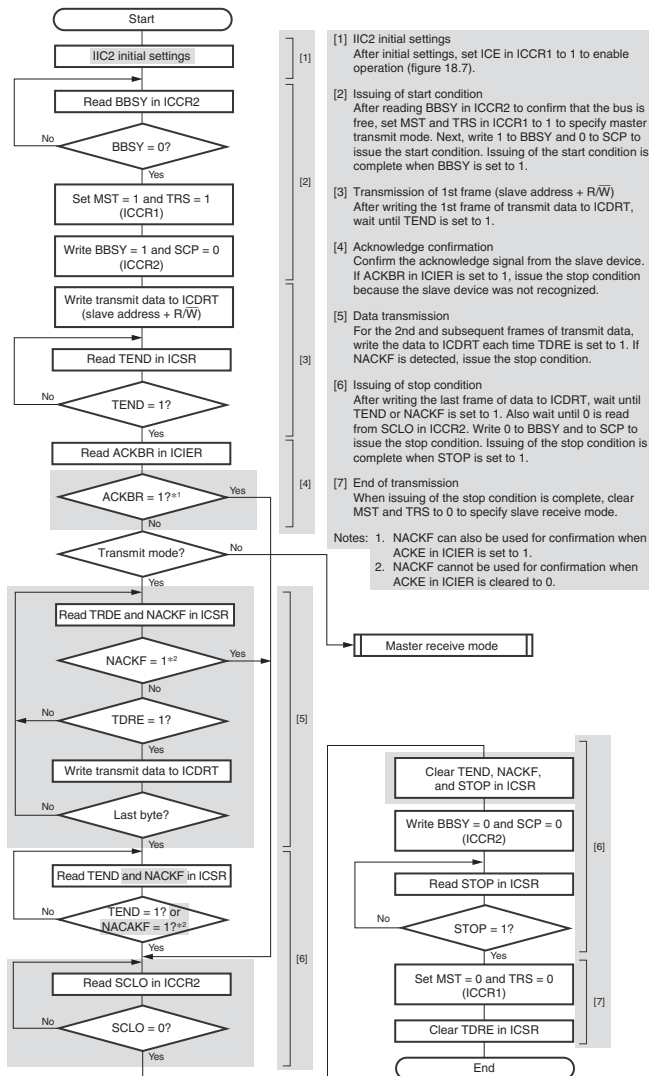 Start
IIC2 initial settings
[1]
Read BBSY in ICCR2
No
BBSY = 0?
Yes
Set MST = 1 and TRS = 1
(ICCR1)
[2]
Write BBSY = 1 and SCP = 0
(ICCR2)
Write transmit data to ICDRT
(slave address + R/W)
Read TEND in ICSR
[3]
No
TEND = 1?
Yes
Read ACKBR in ICIER
ACKBR = 1?*1
Yes
[4]
No
Transmit mode?
No
Yes
Read TRDE and NACKF in ICSR
NACKF = 1*2
Yes
No
No
TDRE = 1?
[5]
Yes
Write transmit data to ICDRT
No
Last byte?
Yes
Read TEND and NACKF in ICSR
No
TEND = 1? or
NACAKF = 1?*2
Yes
[6]
Read SCLO in ICCR2
No
SCLO = 0?
Yes
[1] IIC2 initial settings
After initial settings, set ICE in ICCR1 to 1 to enable
operation (figure 18.7).
[2] Issuing of start condition
After reading BBSY in ICCR2 to confirm that the bus is
free, set MST and TRS in ICCR1 to 1 to specify master
transmit mode. Next, write 1 to BBSY and 0 to SCP to
issue the start condition. Issuing of the start condition is
complete when BBSY is set to 1.
[3] Transmission of 1st frame (slave address + R/W)
After writing the 1st frame of transmit data to ICDRT,
wait until TEND is set to 1.
[4] Acknowledge confirmation
Confirm the acknowledge signal from the slave device.
If ACKBR in ICIER is set to 1, issue the stop condition
because the slave device was not recognized.
[5] Data transmission
For the 2nd and subsequent frames of transmit data,
write the data to ICDRT each time TDRE is set to 1. If
NACKF is detected, issue the stop condition.
[6] Issuing of stop condition
After writing the last frame of data to ICDRT, wait until
TEND or NACKF is set to 1. Also wait until 0 is read
from SCLO in ICCR2. Write 0 to BBSY and to SCP to
issue the stop condition. Issuing of the stop condition is
complete when STOP is set to 1.
[7] End of transmission
When issuing of the stop condition is complete, clear
MST and TRS to 0 to specify slave receive mode.
Notes: 1. NACKF can also be used for confirmation when
ACKE in ICIER is set to 1.
2. NACKF cannot be used for confirmation when
ACKE in ICIER is cleared to 0.
Master receive mode
Clear TEND, NACKF,
and STOP in ICSR
Write BBSY = 0 and SCP = 0
(ICCR2)
[6]
Read STOP in ICSR
No
STOP = 1?
Yes
Set MST = 0 and TRS = 0
(ICCR1)
[7]
Clear TDRE in ICSR
End